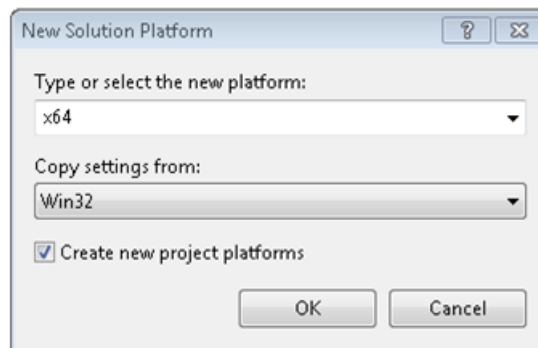 New Solution Platform
Type or select the new platform:
x64
Copy settings from:
Win32
Create new project platforms
OK Cancel